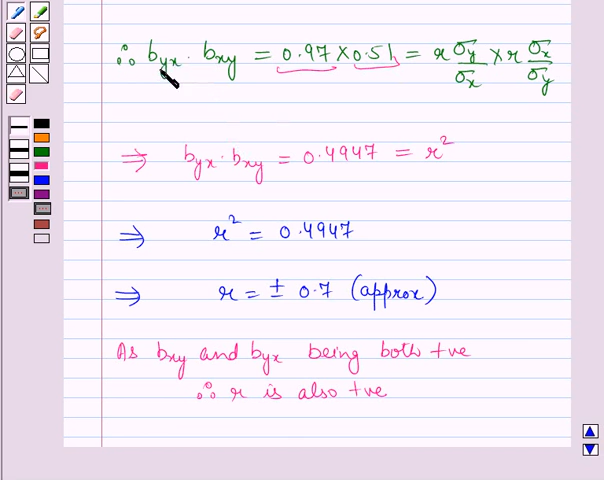 ∴ byx · bxy = 0.97 × 0.51 = r σy/σx × r σx/σy
⇒ byx · bxy = 0.4947 = r²
⇒ r² = 0.4947
⇒ r = ± 0.7 (approx)
As bxy and byx being both +ve
∴ r is also +ve